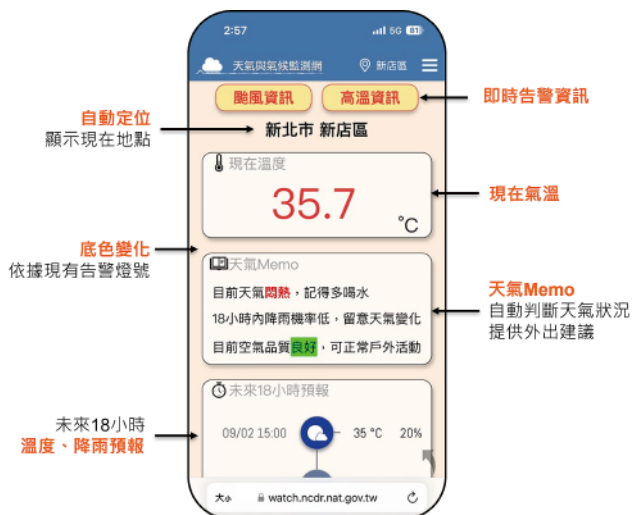 2:57
5G 81
天氣與氣候監測網
新店區
颱風資訊
高溫資訊
即時告警資訊
自動定位
顯示現在地點
新北市 新店區
現在溫度
35.7
°C
現在氣溫
底色變化
依據現有告警燈號
天氣Memo
目前天氣悶熱，記得多喝水
18小時內降雨機率低，留意天氣變化
目前空氣品質良好，可正常戶外活動
天氣Memo
自動判斷天氣狀況
提供外出建議
未來18小時預報
09/02 15:00 35 °C 20%
未來18小時
溫度、降雨預報
大小 watch.ncdr.nat.gov.tw